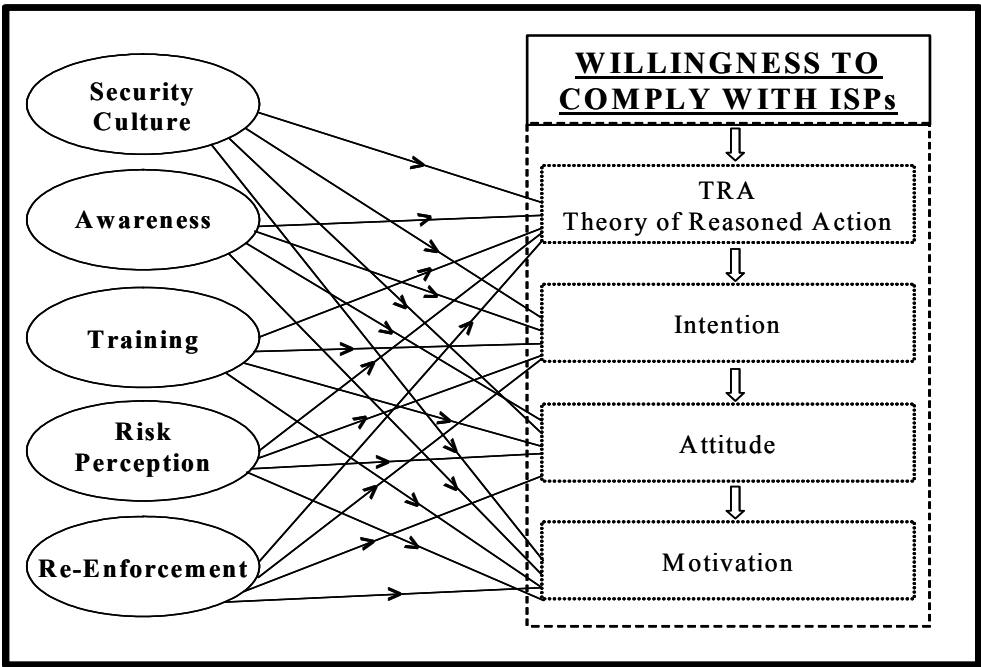 Security
Culture
Awareness
Training
Risk
Perception
Re-Enforcement
WILLINGNESS TO
COMPLY WITH ISPs
TRA
Theory of Reasoned Action
Intention
Attitude
Motivation